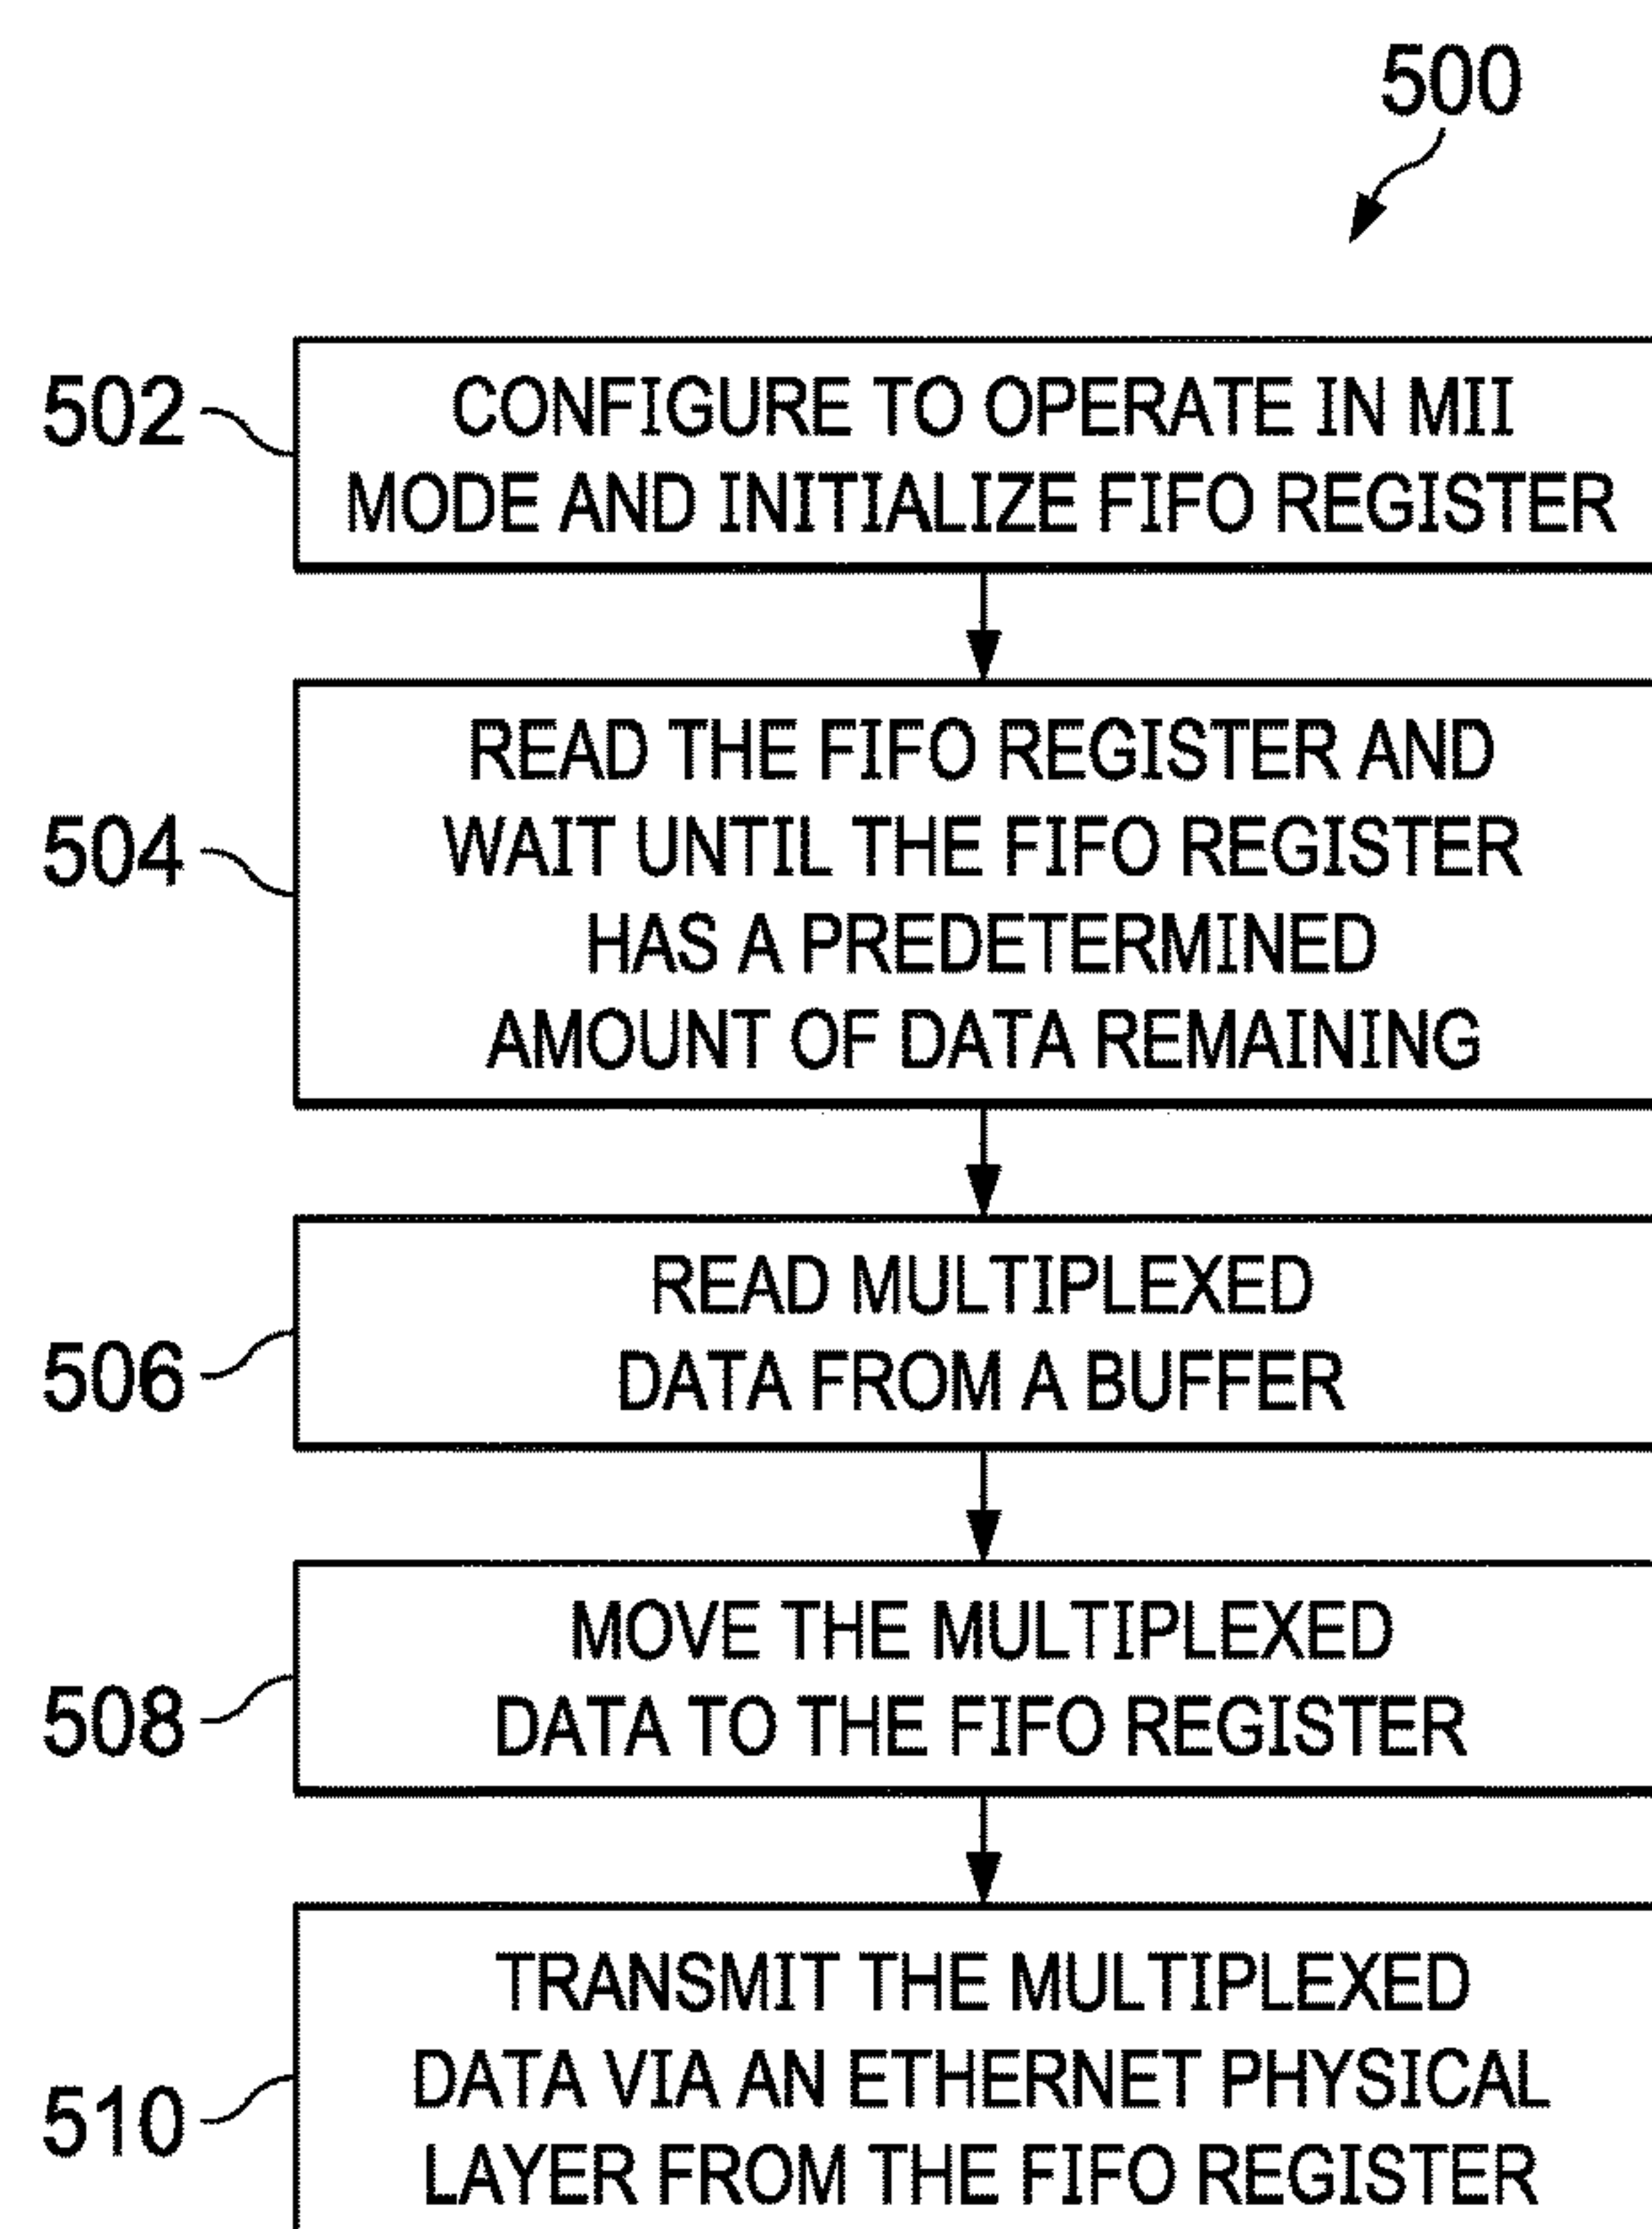 500
502
CONFIGURE TO OPERATE IN MII
MODE AND INITIALIZE FIFO REGISTER
504
READ THE FIFO REGISTER AND
WAIT UNTIL THE FIFO REGISTER
HAS A PREDETERMINED
AMOUNT OF DATA REMAINING
506
READ MULTIPLEXED
DATA FROM A BUFFER
508
MOVE THE MULTIPLEXED
DATA TO THE FIFO REGISTER
510
TRANSMIT THE MULTIPLEXED
DATA VIA AN ETHERNET PHYSICAL
LAYER FROM THE FIFO REGISTER